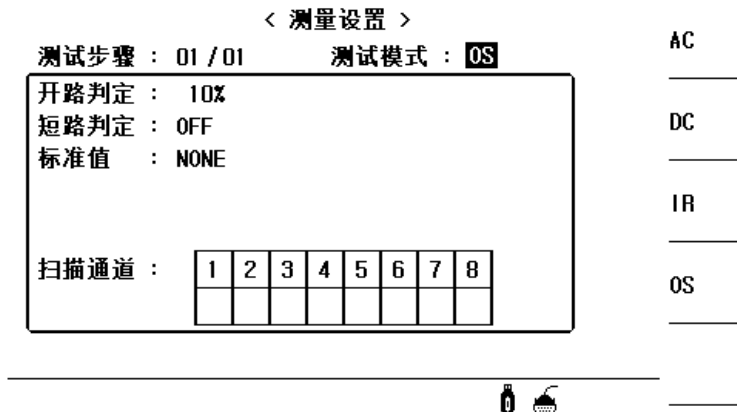 < 测量设置 >
测试步骤 : 01 / 01 测试模式 : OS
开路判定 : 10%
短路判定 : OFF
标准值 : NONE
扫描通道 : 1 2 3 4 5 6 7 8
AC
DC
IR
OS